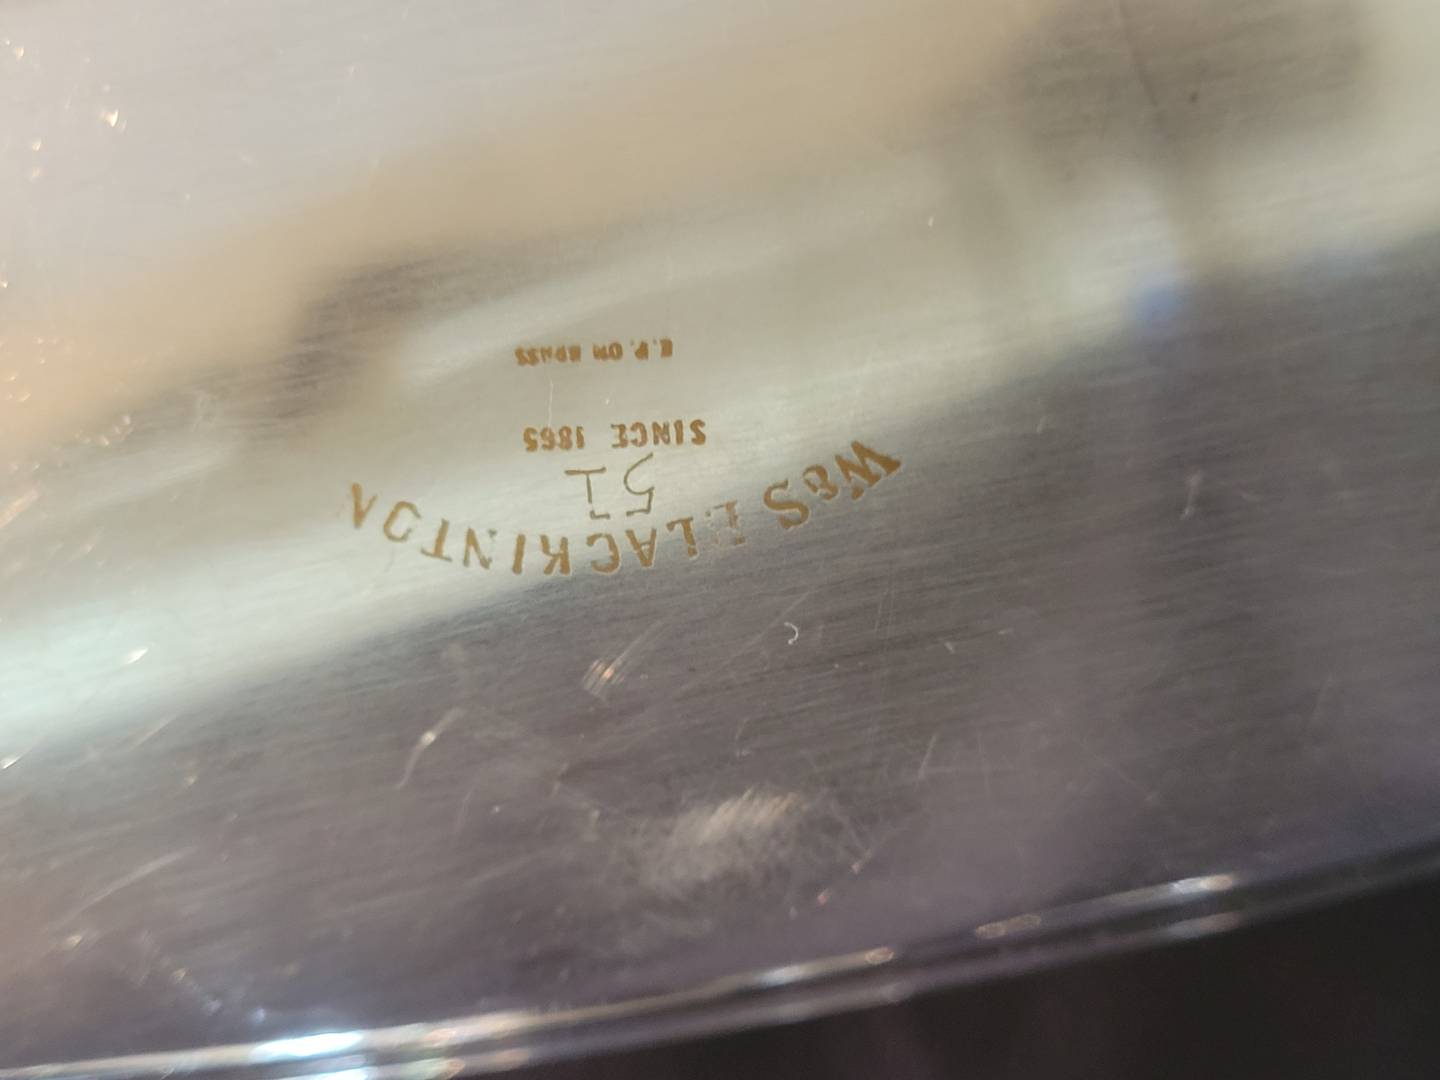 W&S BLACKINTON
51
SINCE 1865
E.P. ON BRASS